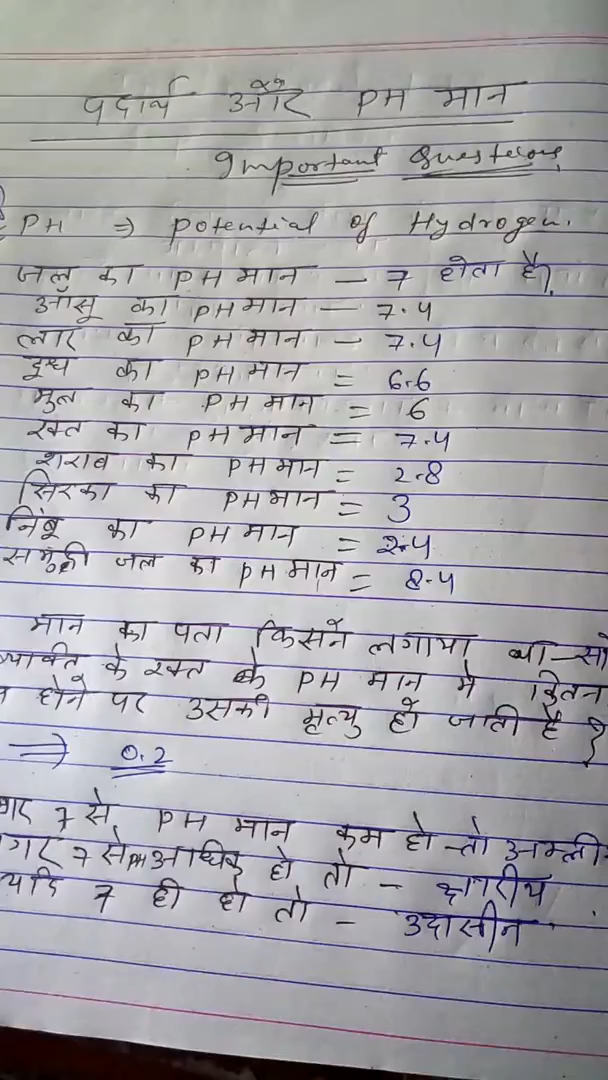 पदार्थ और PH मान
Important Questions
PH ⇒ Potential of Hydrogen.
जल का PH मान – 7 होता है।
आँसू का PH मान – 7.4
लार का PH मान – 7.4
दूध का PH मान = 6.6
मुत्र का PH मान = 6
रक्त का PH मान = 7.4
शराब का PH मान = 2.8
सिरका का PH मान = 3
निंबू का PH मान = 2.4
समुद्री जल का PH मान = 8.4
मान का पता किसने लगाया था – सो
व्यक्ति के रक्त के PH मान में कितन
होने पर उसकी मृत्यु हो जाती है ?
⇒ 0.2
गर 7 से PH मान कम हो – तो अम्ली
गर 7 से PH अधिक हो तो – क्षारीय
यदि 7 ही हो तो – उदासीन